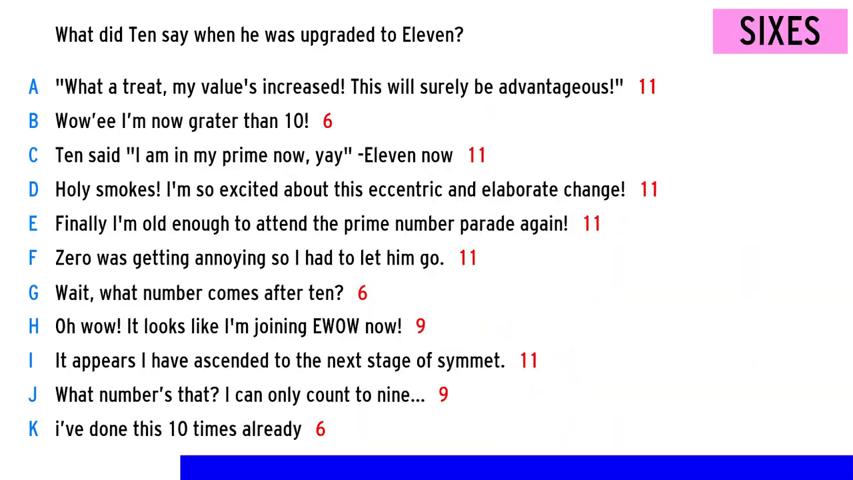 What did Ten say when he was upgraded to Eleven?
SIXES
A "What a treat, my value's increased! This will surely be advantageous!" 11
B Wow'ee I'm now grater than 10! 6
C Ten said "I am in my prime now, yay" -Eleven now 11
D Holy smokes! I'm so excited about this eccentric and elaborate change! 11
E Finally I'm old enough to attend the prime number parade again! 11
F Zero was getting annoying so I had to let him go. 11
G Wait, what number comes after ten? 6
H Oh wow! It looks like I'm joining EWOW now! 9
I It appears I have ascended to the next stage of symmet. 11
J What number's that? I can only count to nine... 9
K i've done this 10 times already 6